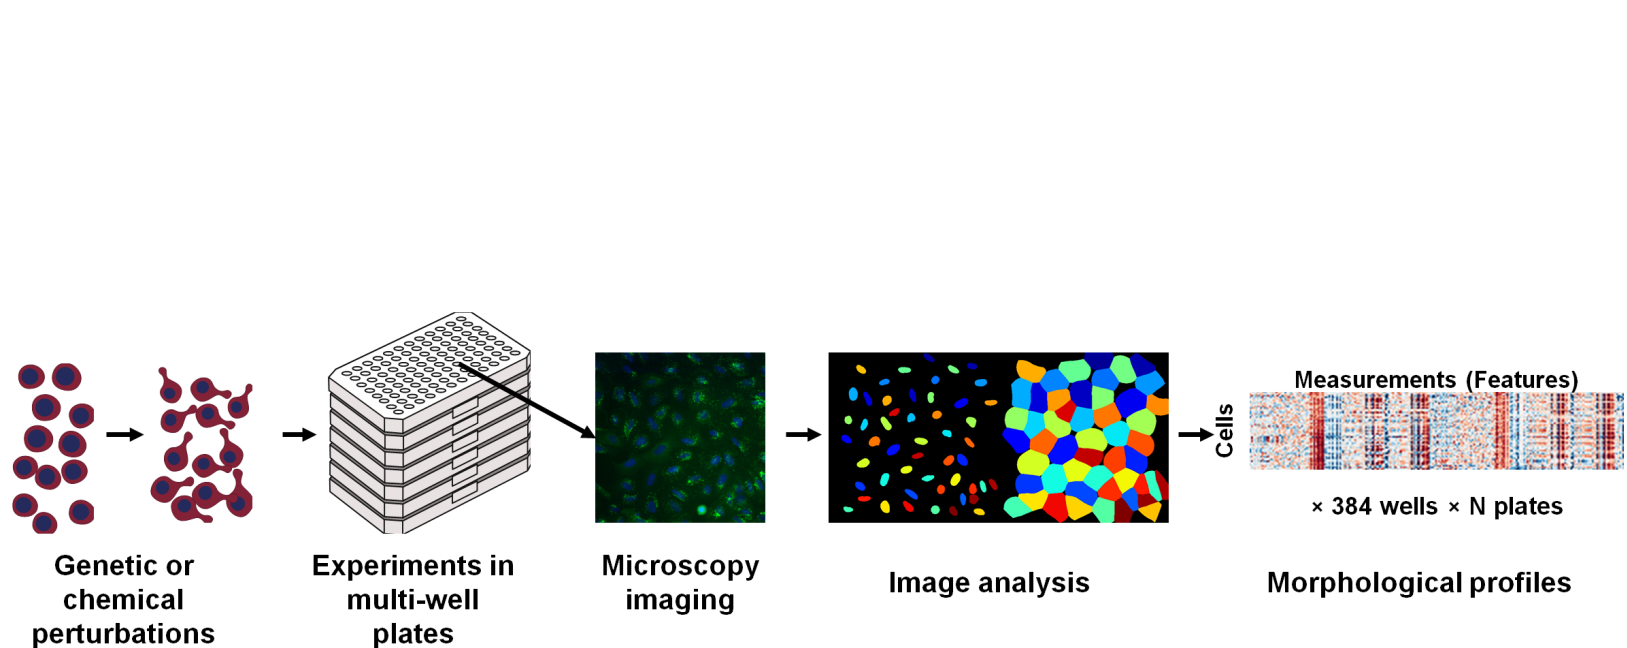 Measurements (Features)
Cells
× 384 wells × N plates
Genetic or
chemical
perturbations
Experiments in
multi-well
plates
Microscopy
imaging
Image analysis
Morphological profiles